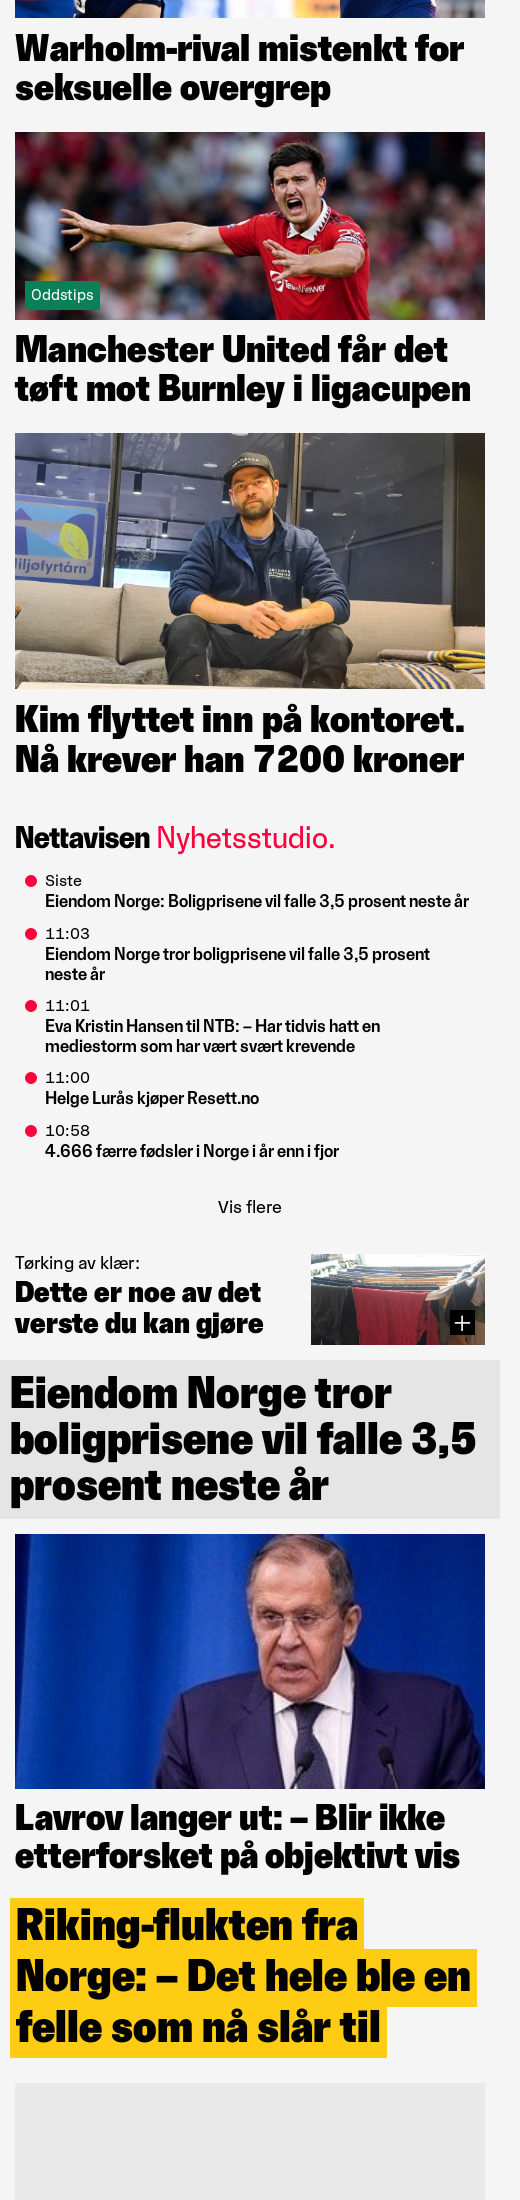 Warholm-rival mistenkt for
seksuelle overgrep
TeamViewer
Oddstips
Manchester United får det
tøft mot Burnley i ligacupen
Miljøfyrtårn
Kim flyttet inn på kontoret.
Nå krever han 7200 kroner
Nettavisen Nyhetsstudio.
Siste
Eiendom Norge: Boligprisene vil falle 3,5 prosent neste år
11:03
Eiendom Norge tror boligprisene vil falle 3,5 prosent
neste år
11:01
Eva Kristin Hansen til NTB: – Har tidvis hatt en
mediestorm som har vært svært krevende
11:00
Helge Lurås kjøper Resett.no
10:58
4.666 færre fødsler i Norge i år enn i fjor
Vis flere
Tørking av klær:
Dette er noe av det
verste du kan gjøre
Eiendom Norge tror
boligprisene vil falle 3,5
prosent neste år
Lavrov langer ut: – Blir ikke
etterforsket på objektivt vis
Riking-flukten fra
Norge: – Det hele ble en
felle som nå slår til